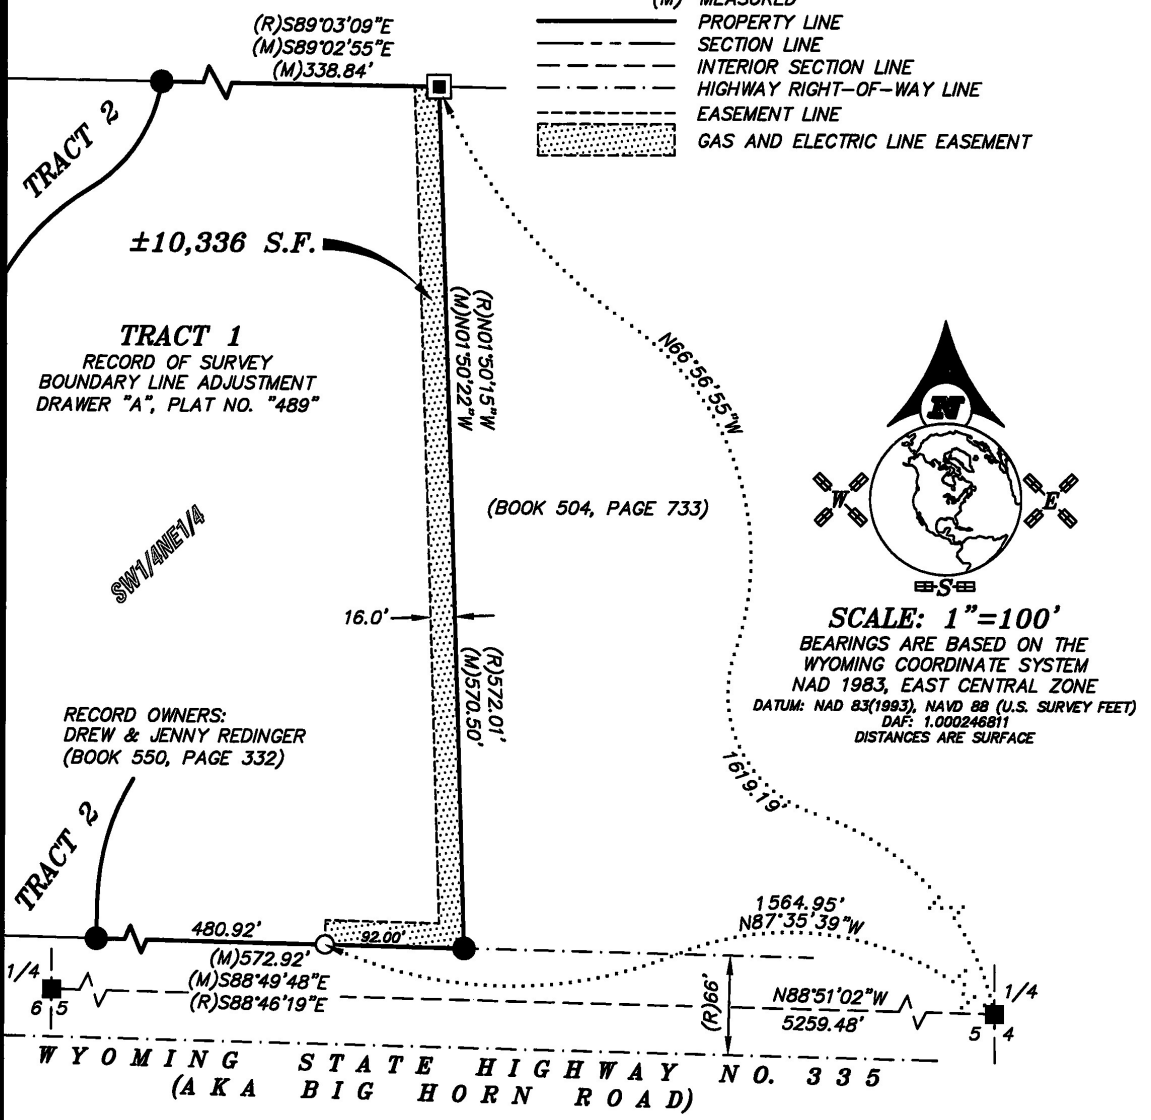 (M) MEASURED
PROPERTY LINE
SECTION LINE
INTERIOR SECTION LINE
HIGHWAY RIGHT-OF-WAY LINE
EASEMENT LINE
GAS AND ELECTRIC LINE EASEMENT
(R)S89°03'09"E
(M)S89°02'55"E
(M)338.84'
TRACT 2
±10,336 S.F.
TRACT 1
RECORD OF SURVEY
BOUNDARY LINE ADJUSTMENT
DRAWER "A", PLAT NO. "489"
(R)N01°50'15"W
(M)N01°50'22"W
N66°56'55"W
(BOOK 504, PAGE 733)
SW1/4NE1/4
N
W
E
S
16.0'
SCALE: 1"=100'
BEARINGS ARE BASED ON THE
WYOMING COORDINATE SYSTEM
NAD 1983, EAST CENTRAL ZONE
DATUM: NAD 83(1993), NAVD 88 (U.S. SURVEY FEET)
DAF: 1.000246811
DISTANCES ARE SURFACE
(R)572.01'
(M)570.50'
RECORD OWNERS:
DREW & JENNY REDINGER
(BOOK 550, PAGE 332)
1619.19'
TRACT 2
1564.95'
N87°35'39"W
480.92'
92.00'
(M)572.92'
(M)S88°49'48"E
(R)S88°46'19"E
1/4
6 5
(R)66'
N88°51'02"W
5259.48'
1/4
5 4
WYOMING STATE HIGHWAY NO. 335
(AKA BIG HORN ROAD)